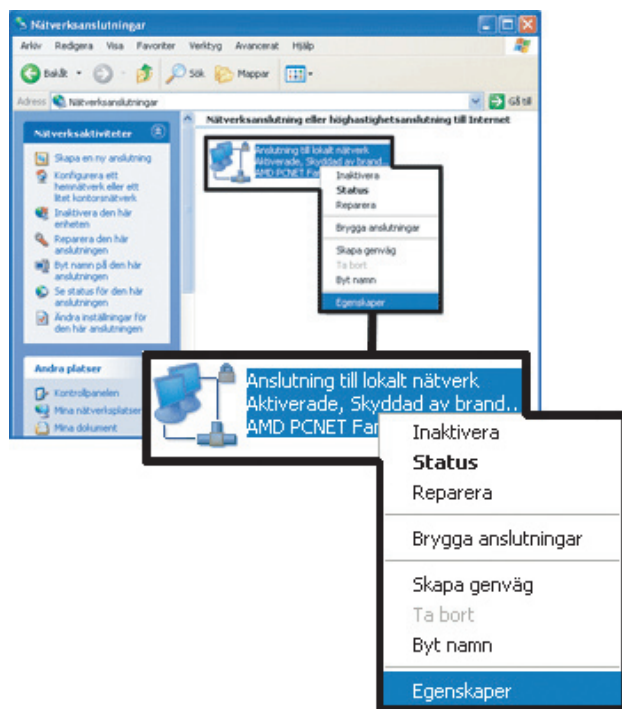 Nätverksanslutningar
Arkiv Redigera Visa Favoriter Verktyg Avancerat Hjälp
Bakåt Sök Mappar
Adress Nätverksanslutningar Gå till
Nätverksaktiviteter
Skapa en ny anslutning
Konfigurera ett
hemnätverk eller ett
litet kontorsnätverk
Inaktivera den här
enheten
Reparera den här
anslutningen
Byt namn på den här
anslutningen
Se status för den här
anslutningen
Ändra inställningar för
den här anslutningen
Andra platser
Kontrollpanelen
Mina nätverksplatser
Mina dokument
Nätverksanslutning eller höghastighetsanslutning till Internet
Anslutning till lokalt nätverk
Aktiverade, Skyddad av brand...
AMD PCNET Fam
Inaktivera
Status
Reparera
Brygga anslutningar
Skapa genväg
Ta bort
Byt namn
Egenskaper
Anslutning till lokalt nätverk
Aktiverade, Skyddad av brand..
AMD PCNET Far
Inaktivera
Status
Reparera
Brygga anslutningar
Skapa genväg
Ta bort
Byt namn
Egenskaper